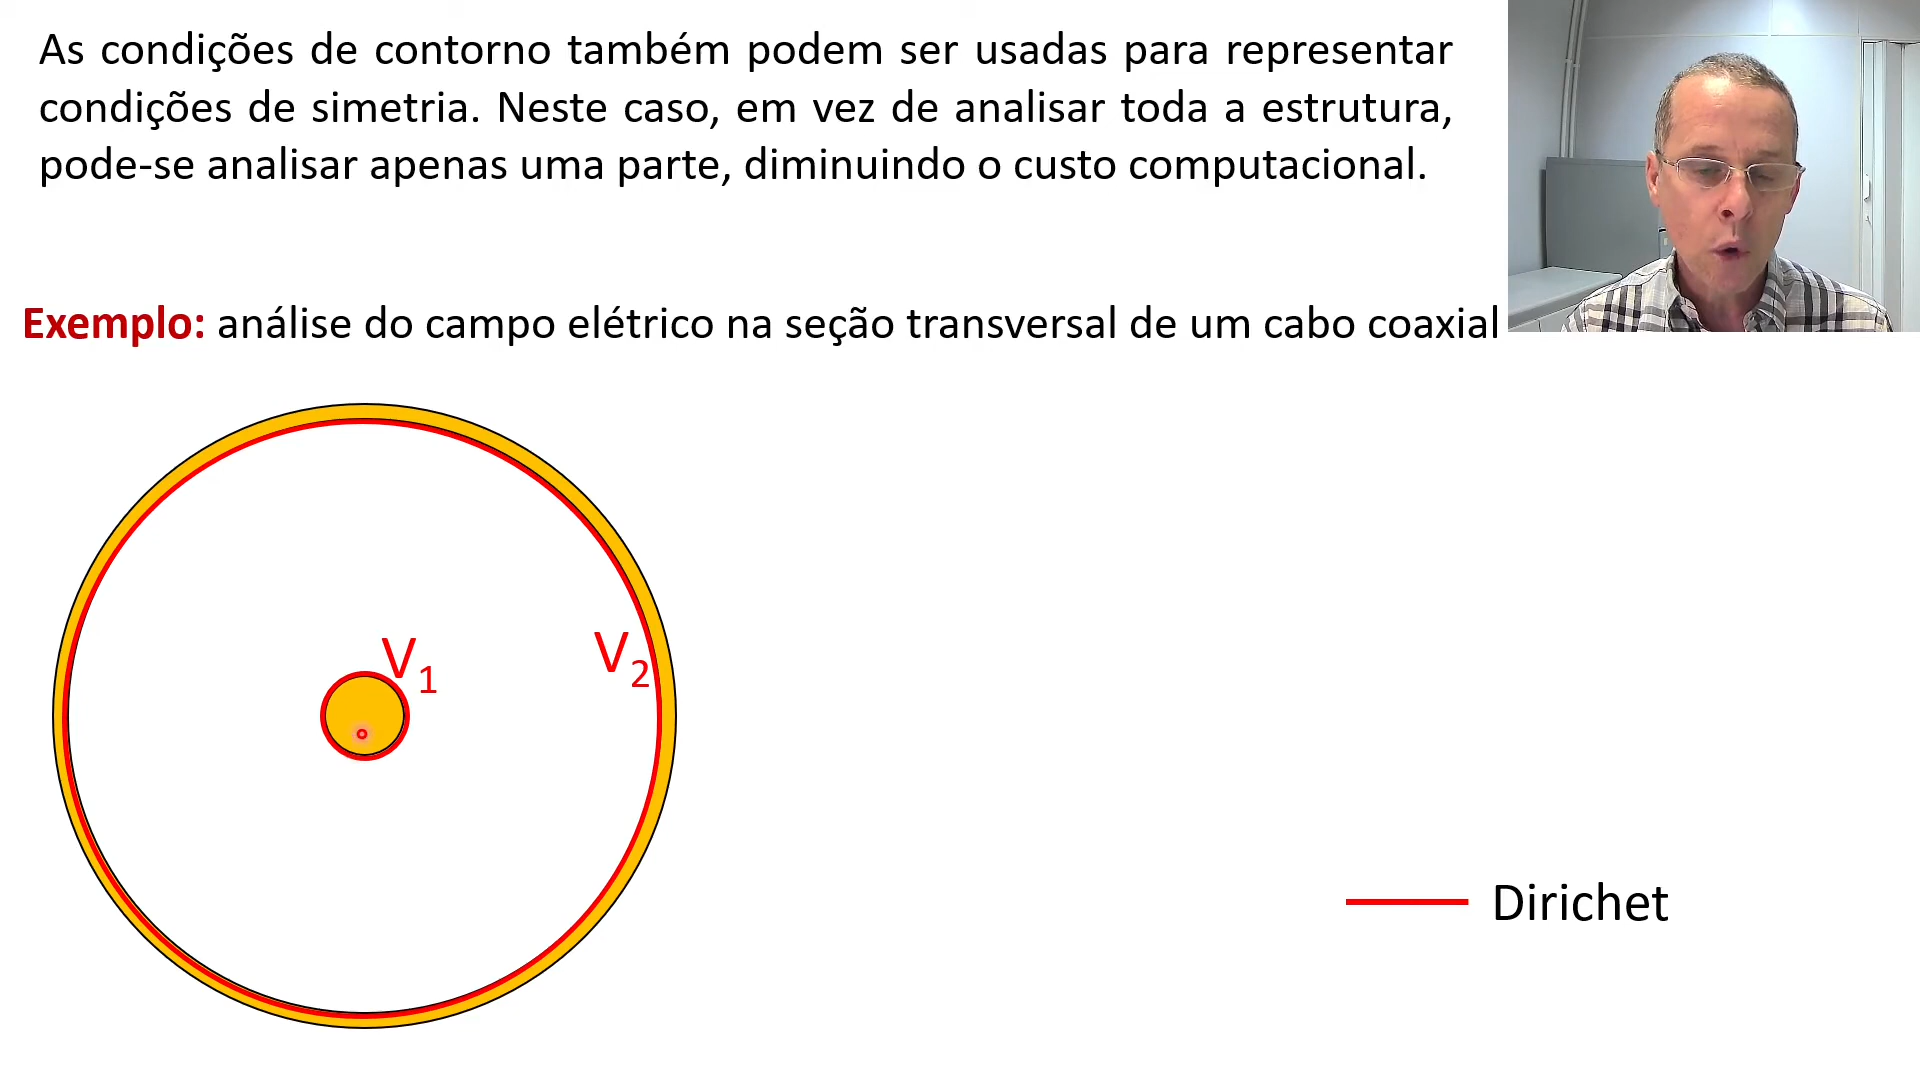 As condições de contorno também podem ser usadas para representar
condições de simetria. Neste caso, em vez de analisar toda a estrutura,
pode-se analisar apenas uma parte, diminuindo o custo computacional.
Exemplo: análise do campo elétrico na seção transversal de um cabo coaxial
V1
V2
Dirichet